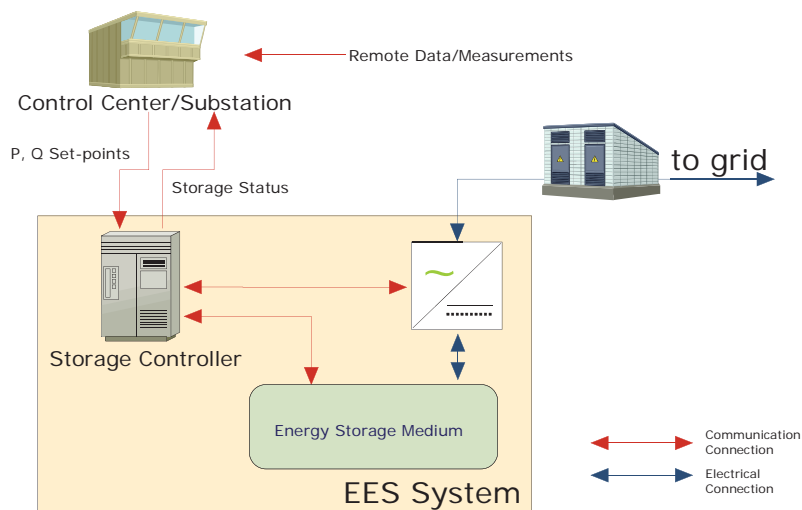 Remote Data/Measurements
Control Center/Substation
P, Q Set-points
Storage Status
to grid
Storage Controller
Energy Storage Medium
EES System
Communication
Connection
Electrical
Connection